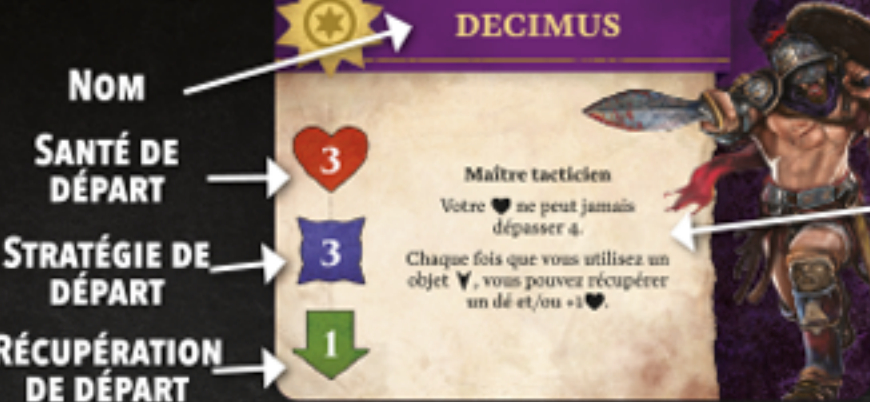 DECIMUS
NOM
SANTÉ DE
DÉPART
3
STRATÉGIE DE
DÉPART
3
RÉCUPÉRATION
DE DÉPART
1
Maître tacticien
Votre ♥ ne peut jamais
dépasser 4.
Chaque fois que vous utilisez un
objet , vous pouvez récupérer
un dé et/ou +1♥.